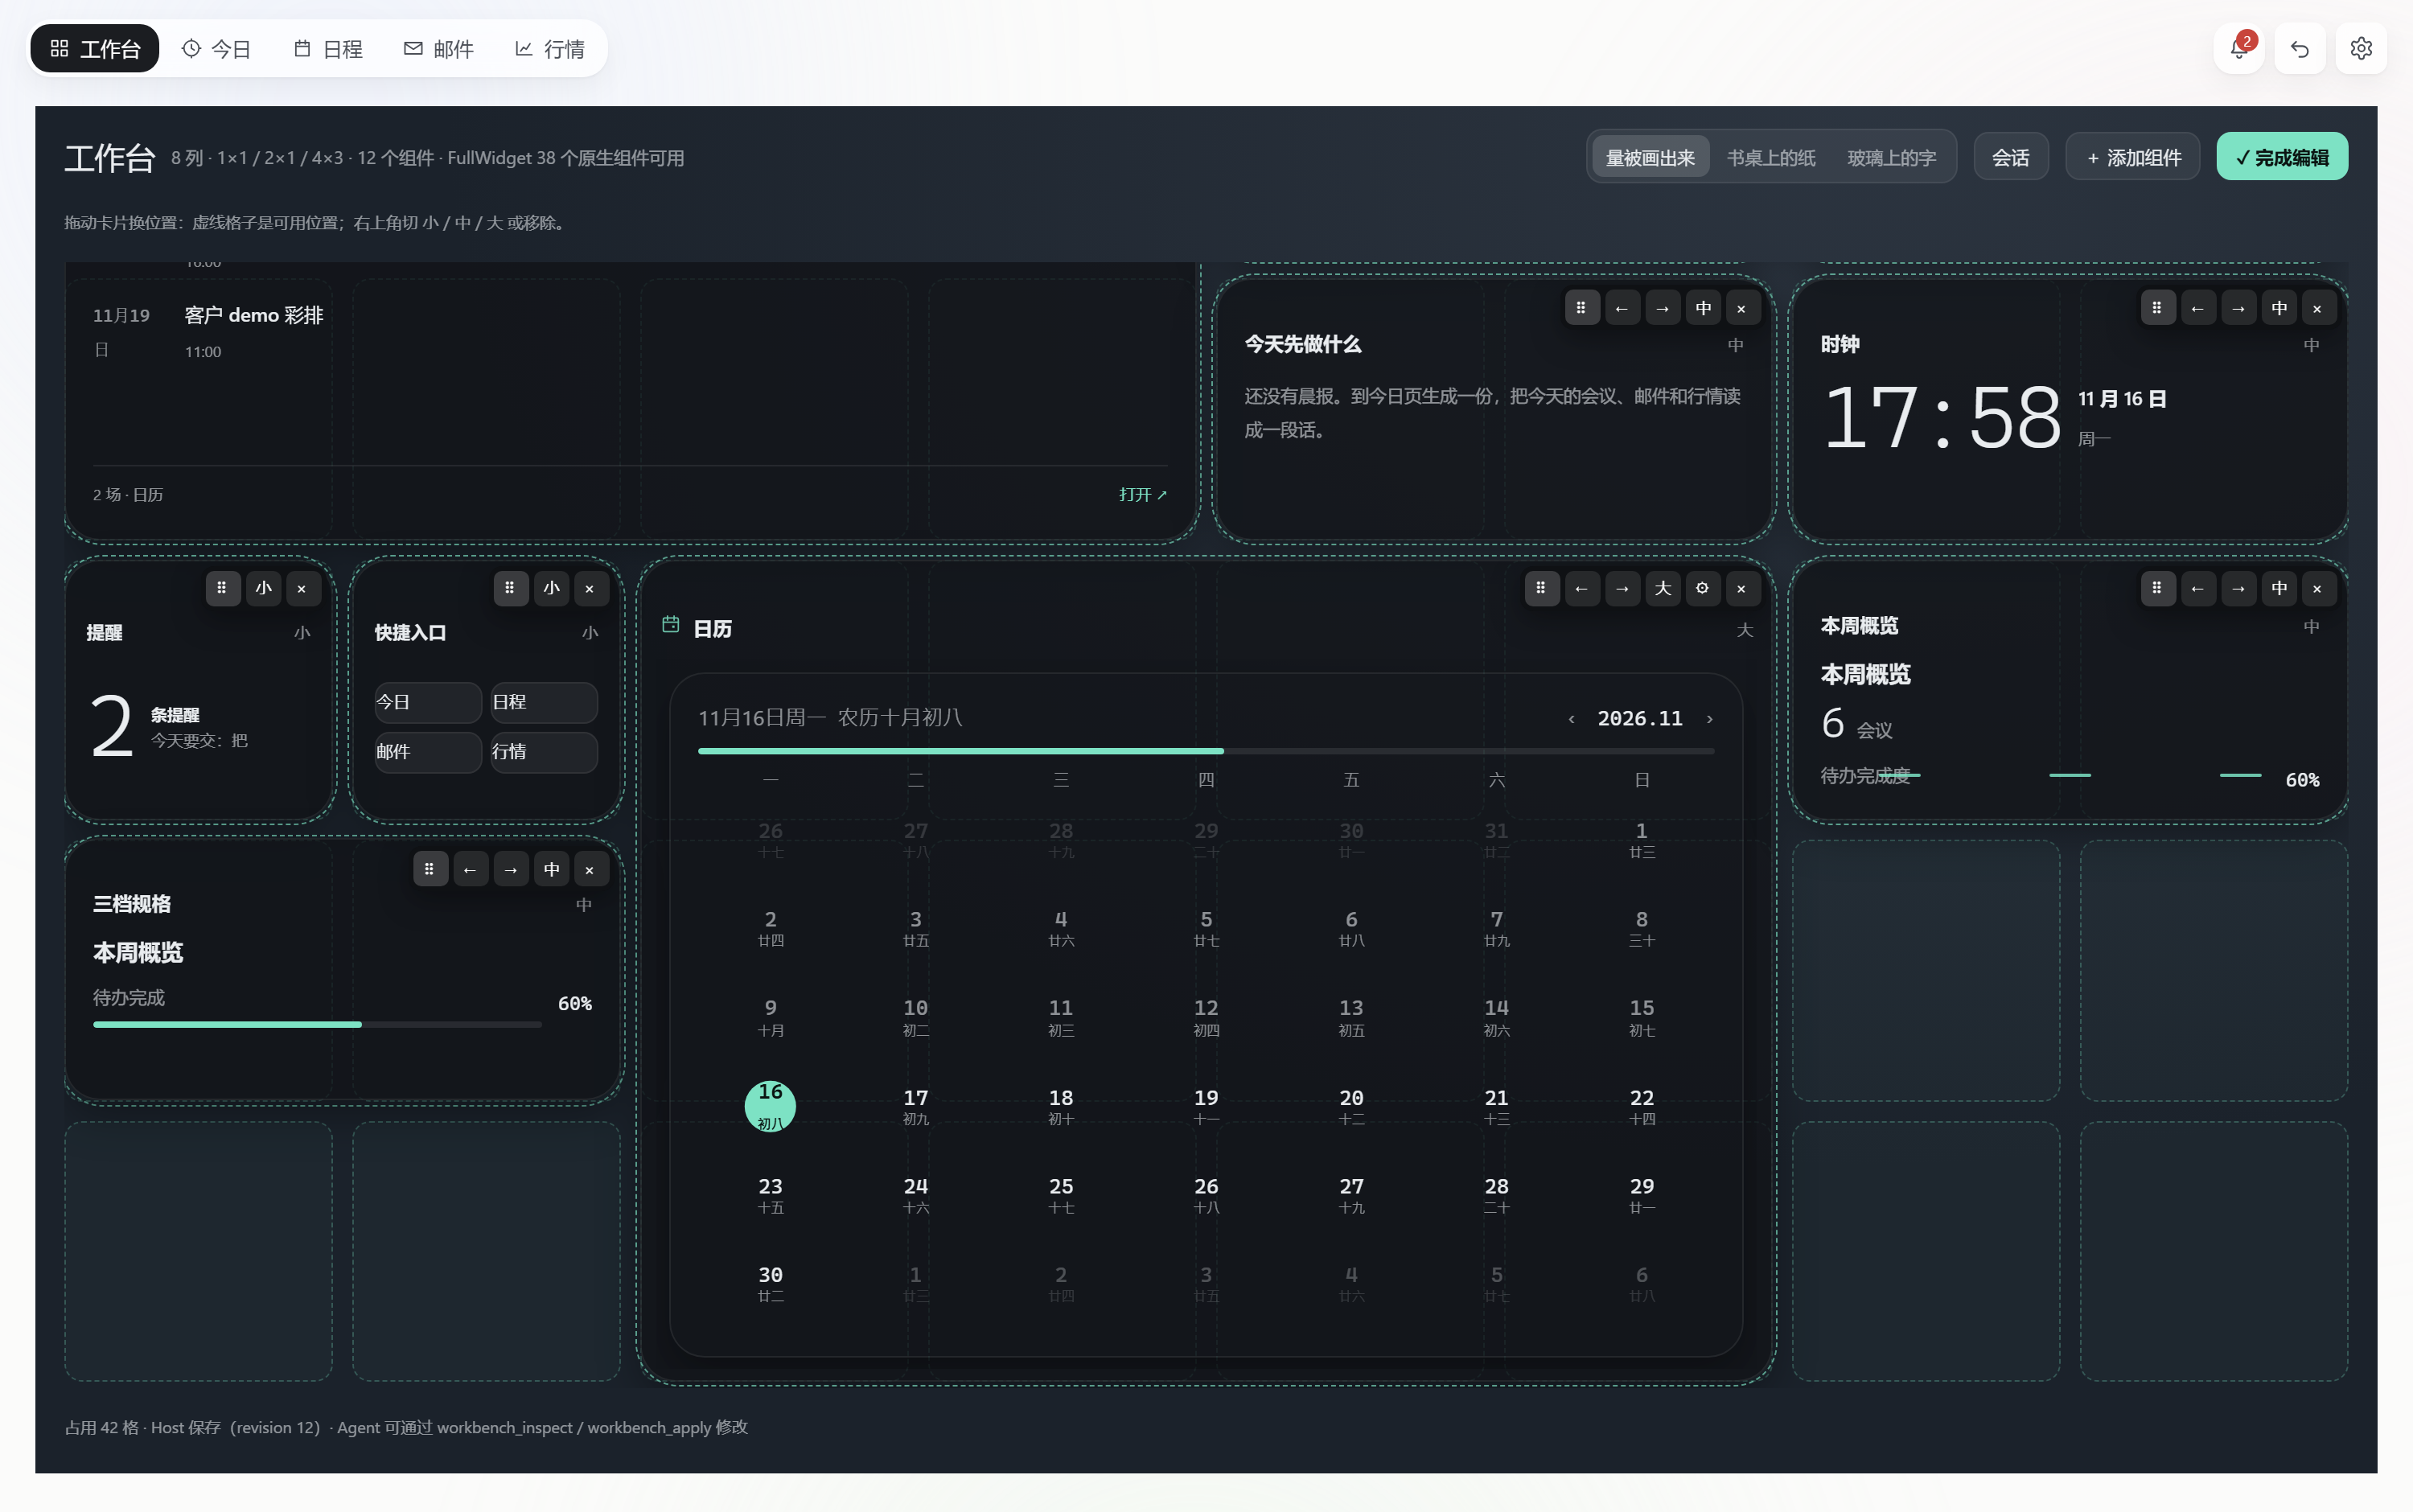 工作台 今日 日程 邮件 行情 2
工作台 8 列 · 1×1 / 2×1 / 4×3 · 12 个组件 · FullWidget 38 个原生组件可用
量被画出来 书桌上的纸 玻璃上的字 会话 + 添加组件 ✓ 完成编辑
拖动卡片换位置：虚线格子是可用位置；右上角切 小 / 中 / 大 或移除。
11月19日
客户 demo 彩排
11:00
2 场 · 日历 打开 ↗
⠿ ← → 中 ×
今天先做什么 中
还没有晨报。到今日页生成一份，把今天的会议、邮件和行情读
成一段话。
⠿ ← → 中 ×
时钟 中
17:58
11 月 16 日
周一
⠿ 小 ×
提醒 小
2
条提醒
今天要交：把
⠿ 小 ×
快捷入口 小
今日 日程
邮件 行情
⠿ ← → 大 ×
日历 大
11月16日周一 农历十月初八 ‹ 2026.11 ›
一 二 三 四 五 六 日
26 27 28 29 30 31 1
十七 十八 十九 二十 廿一 廿二 廿三
2 3 4 5 6 7 8
廿四 廿五 廿六 廿七 廿八 廿九 三十
9 10 11 12 13 14 15
十月 初二 初三 初四 初五 初六 初七
16 17 18 19 20 21 22
初八 初九 初十 十一 十二 十三 十四
23 24 25 26 27 28 29
十五 十六 十七 十八 十九 二十 廿一
30 1 2 3 4 5 6
廿二 廿三 廿四 廿五 廿六 廿七 廿八
⠿ ← → 中 ×
本周概览 中
本周概览
6 会议
待办完成度 60%
⠿ ← → 中 ×
三档规格 中
本周概览
待办完成 60%
占用 42 格 · Host 保存（revision 12）· Agent 可通过 workbench_inspect / workbench_apply 修改